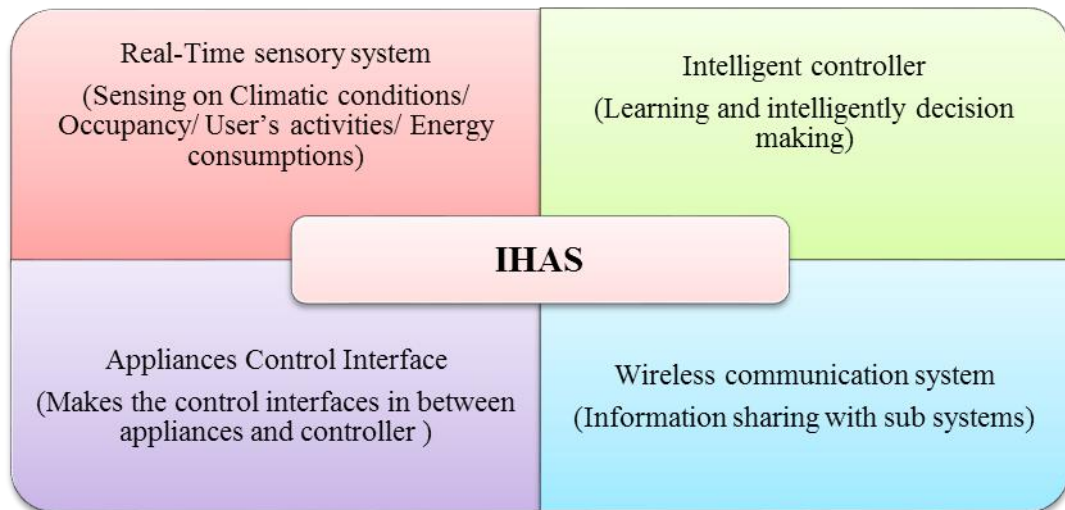 Real-Time sensory system
(Sensing on Climatic conditions/
Occupancy/ User's activities/ Energy
consumptions)
Intelligent controller
(Learning and intelligently decision
making)
IHAS
Appliances Control Interface
(Makes the control interfaces in between
appliances and controller )
Wireless communication system
(Information sharing with sub systems)